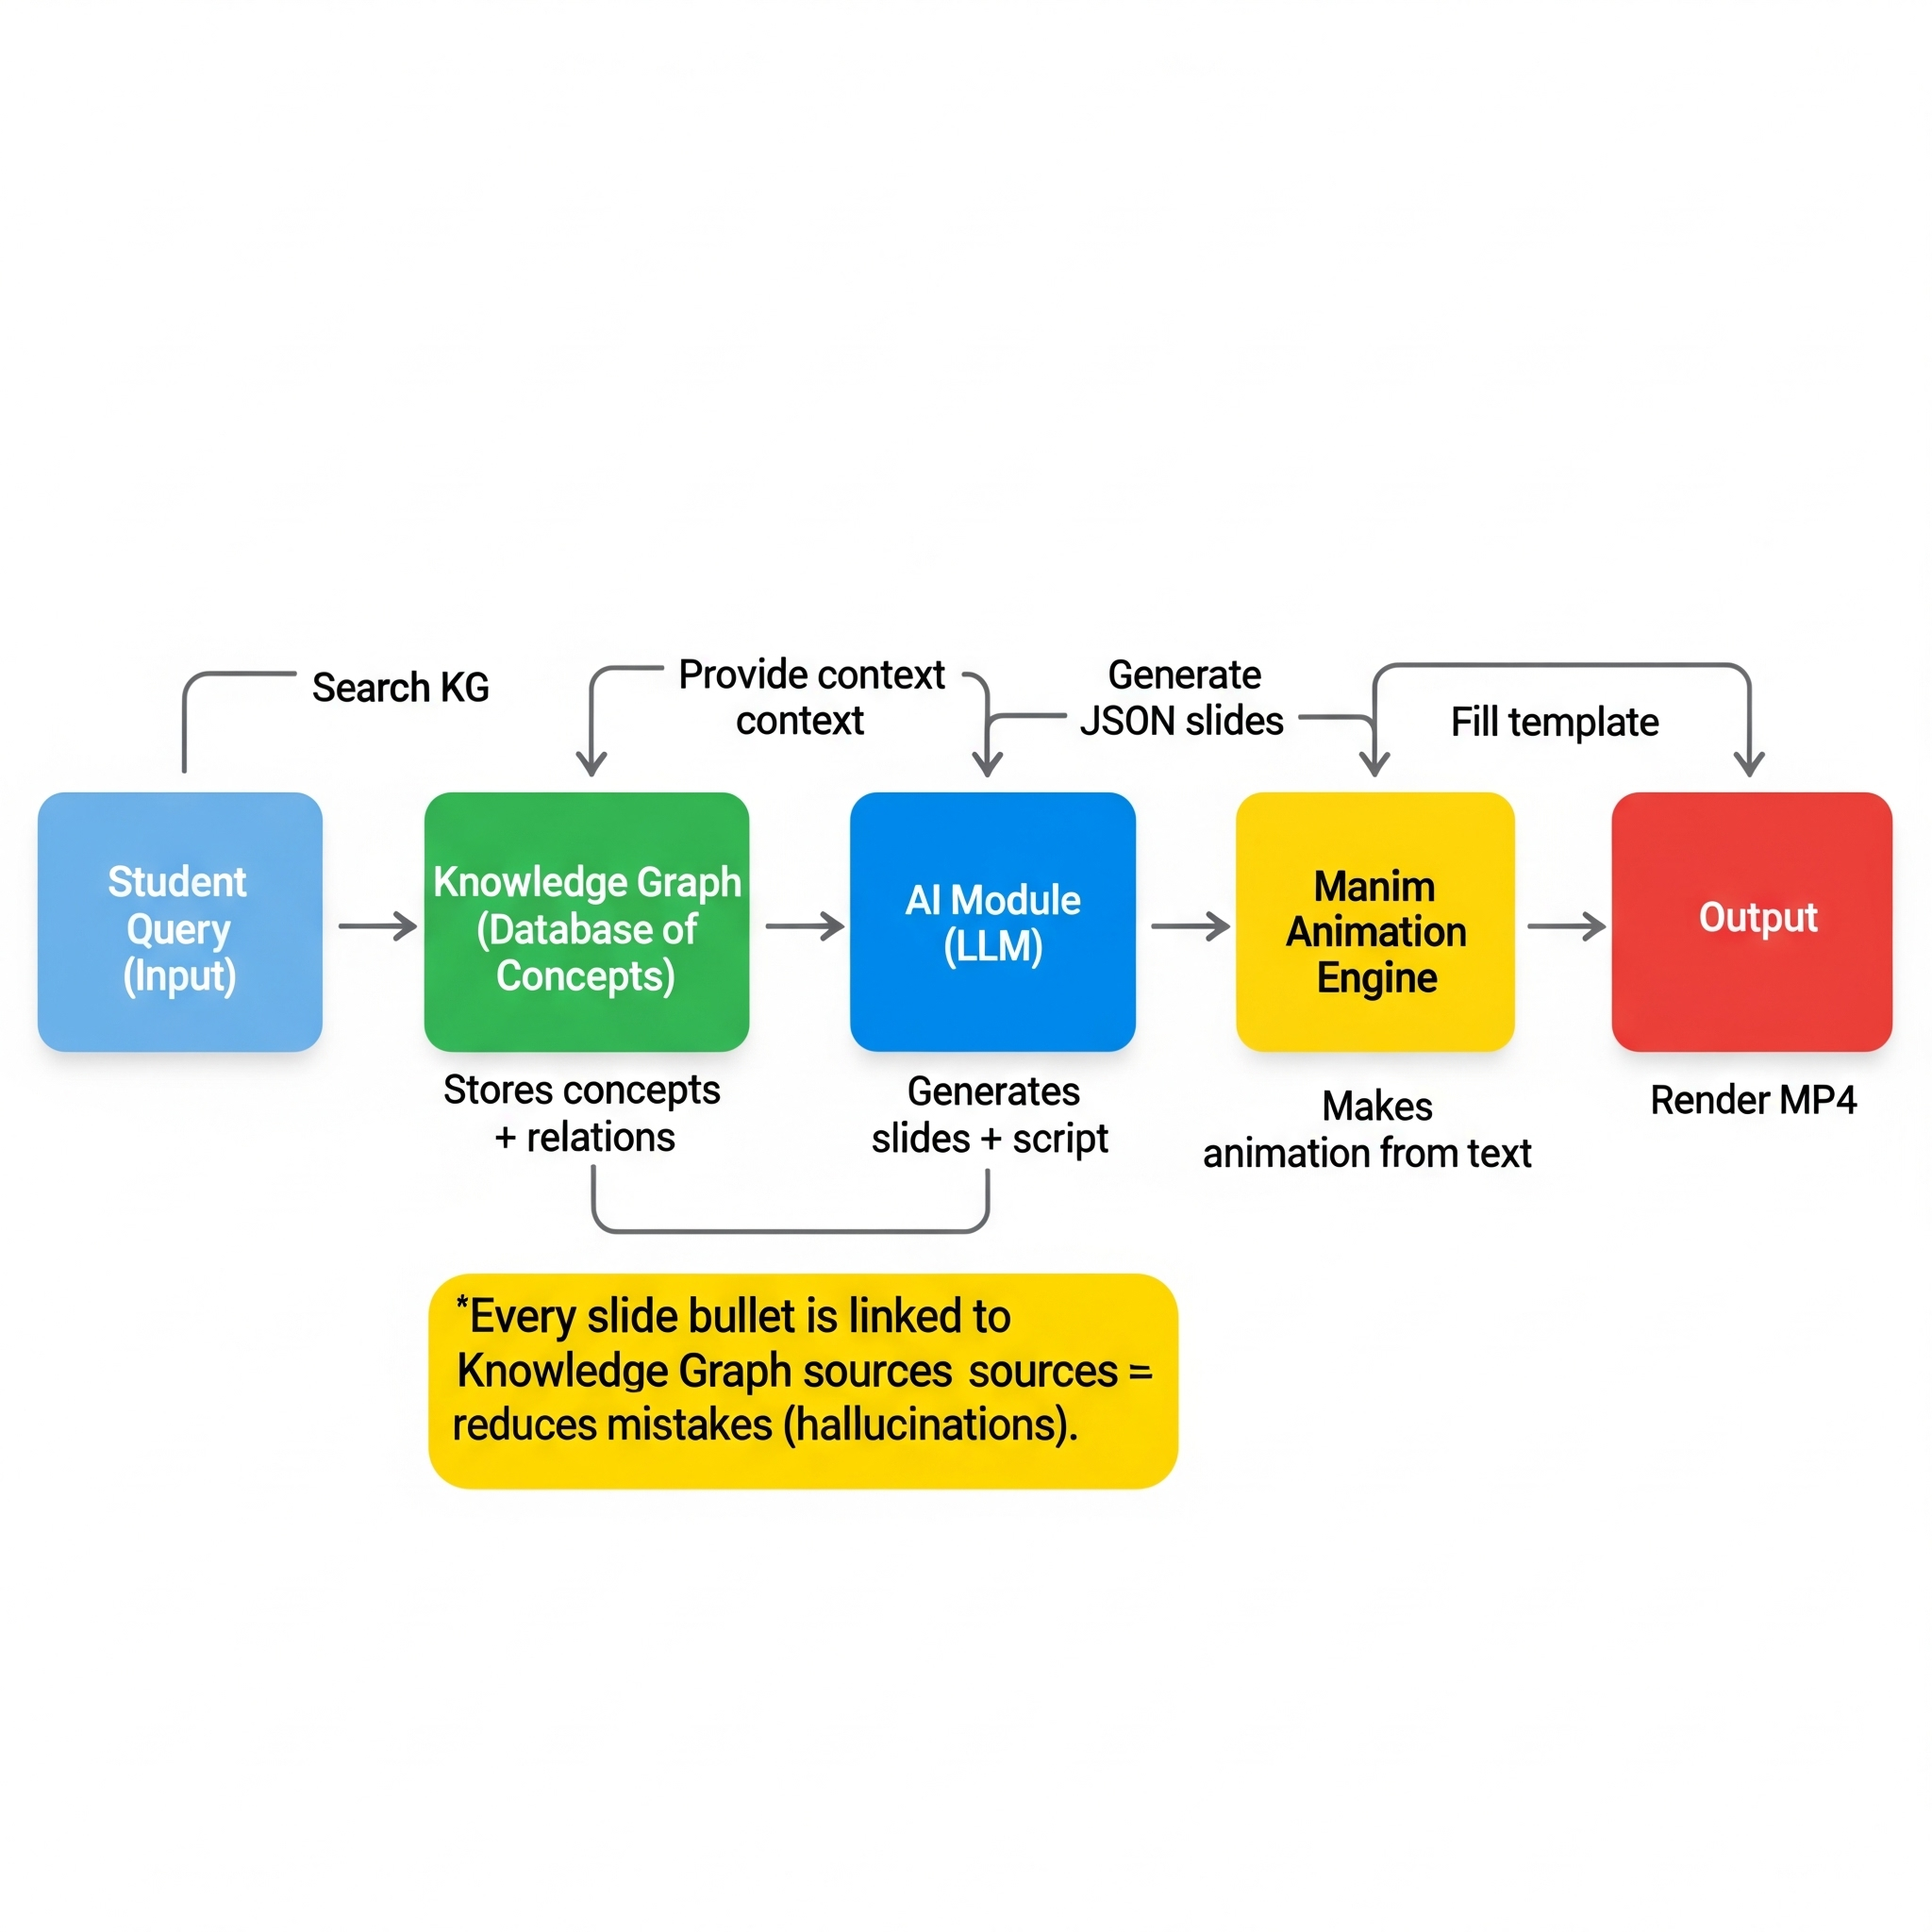 Search KG
Provide context
context
Generate
JSON slides
Fill template
Student
Query
(Input)
Knowledge Graph
(Database of
Concepts)
AI Module
(LLM)
Manim
Animation
Engine
Output
Stores concepts
+ relations
Generates
slides + script
Makes
animation from text
Render MP4
*Every slide bullet is linked to
Knowledge Graph sources sources =
reduces mistakes (hallucinations).